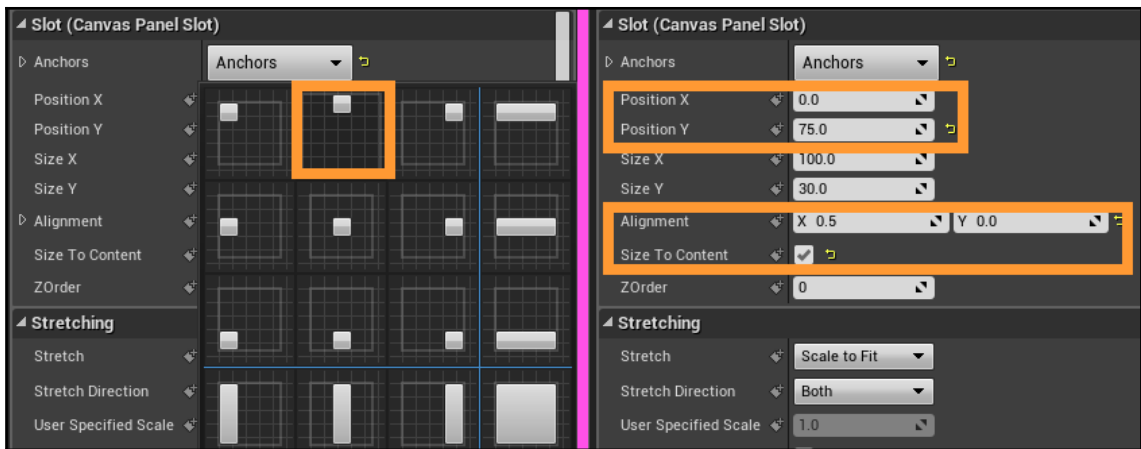 Slot (Canvas Panel Slot)
Anchors Anchors
Position X
Position Y
Size X
Size Y
Alignment
Size To Content
ZOrder
Stretching
Stretch
Stretch Direction
User Specified Scale
Slot (Canvas Panel Slot)
Anchors Anchors
Position X 0.0
Position Y 75.0
Size X 100.0
Size Y 30.0
Alignment X 0.5 Y 0.0
Size To Content
ZOrder 0
Stretching
Stretch Scale to Fit
Stretch Direction Both
User Specified Scale 1.0